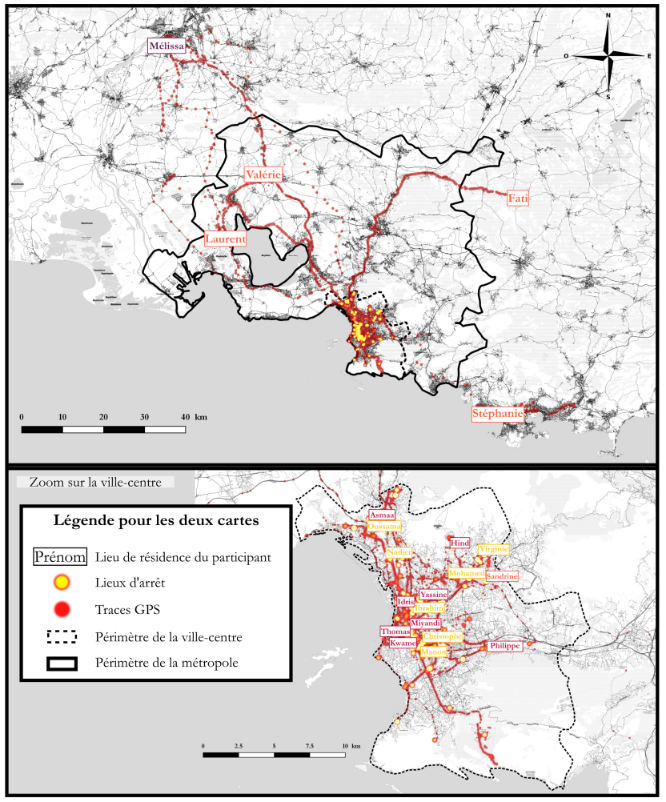 N
Mélissa
O
E
S
Valérie
Fati
Laurent
Stéphanie
0
10
20
30
40
km
Zoom sur la ville-centre
Légende pour les deux cartes
Prénom
Lieu de résidence du participant
Lieux d'arrêt
Traces GPS
Périmètre de la ville-centre
Périmètre de la métropole
Asmaa
Oussama
Hind
Virginie
Nadjet
Mohamed
Sandrine
Yassine
Idris
Ibrahim
Miyandi
Thomas
Christophe
Kwame
Manon
Philippe
0
2.5
5
7.5
10
km